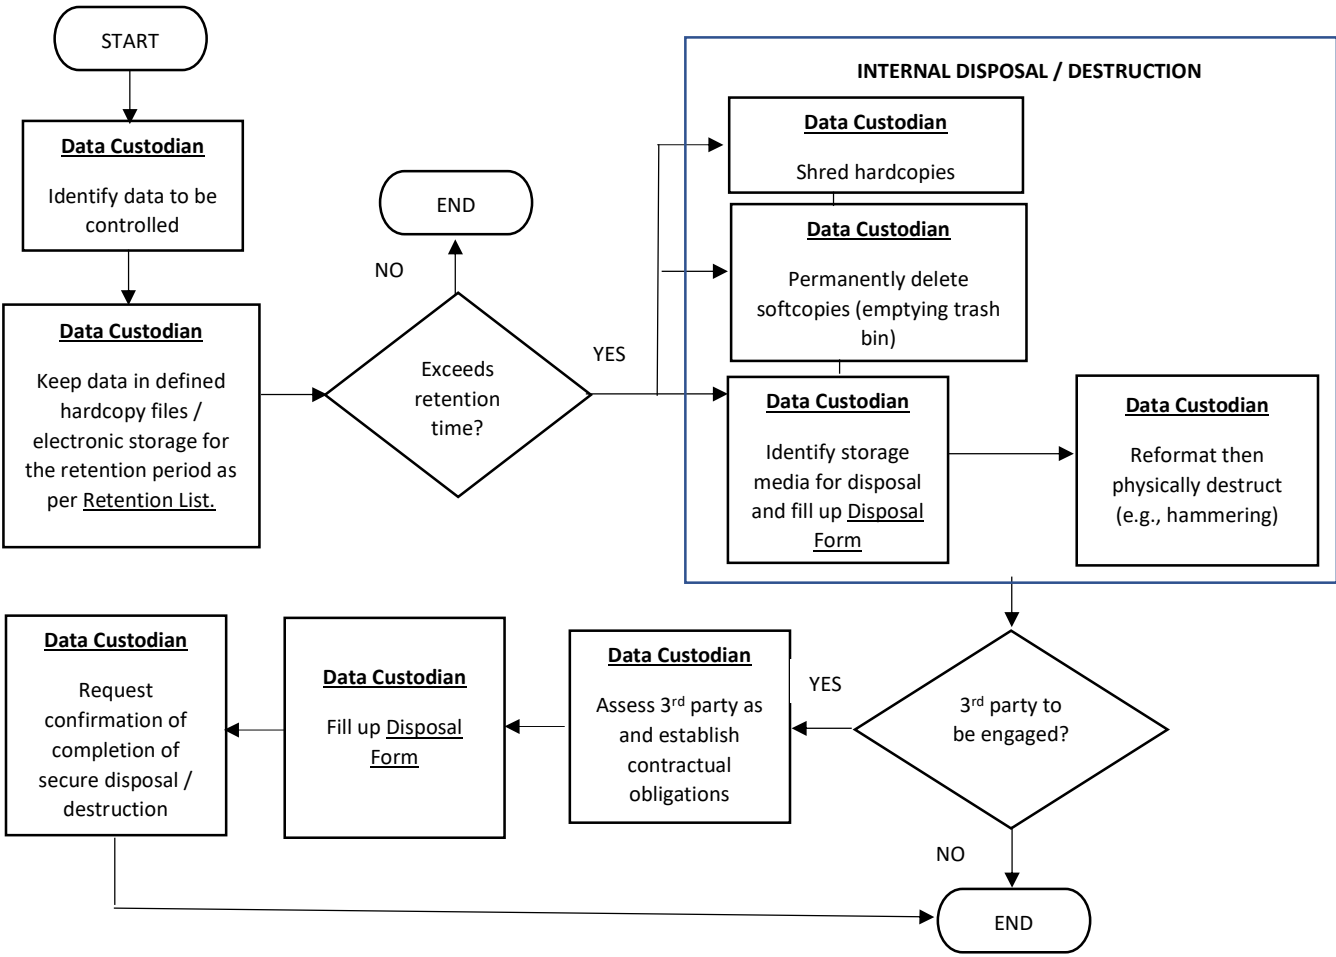 START
Data Custodian
Identify data to be
controlled
Data Custodian
Keep data in defined
hardcopy files /
electronic storage for
the retention period as
per Retention List.
END
NO
Exceeds
retention
time?
YES
INTERNAL DISPOSAL / DESTRUCTION
Data Custodian
Shred hardcopies
Data Custodian
Permanently delete
softcopies (emptying trash
bin)
Data Custodian
Identify storage
media for disposal
and fill up Disposal
Form
Data Custodian
Reformat then
physically destruct
(e.g., hammering)
3rd party to
be engaged?
YES
Data Custodian
Assess 3rd party as
and establish
contractual
obligations
Data Custodian
Fill up Disposal
Form
Data Custodian
Request
confirmation of
completion of
secure disposal /
destruction
NO
END